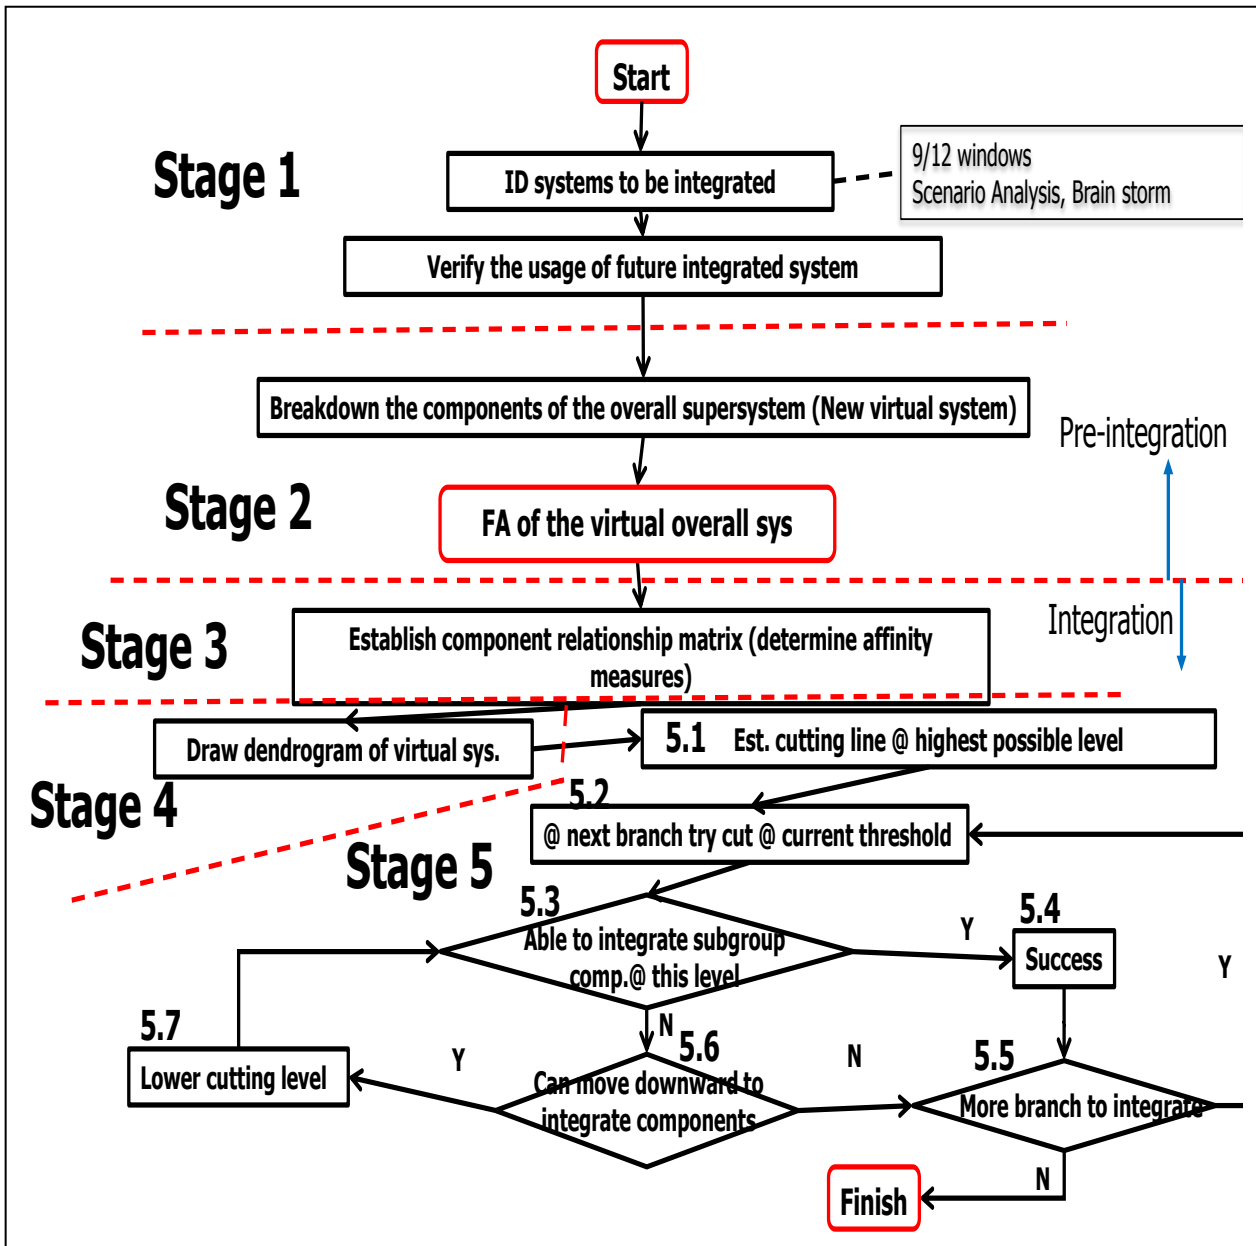 Start
Stage 1
ID systems to be integrated
9/12 windows
Scenario Analysis, Brain storm
Verify the usage of future integrated system
Breakdown the components of the overall supersystem (New virtual system)
Pre-integration
Stage 2
FA of the virtual overall sys
Integration
Stage 3
Establish component relationship matrix (determine affinity
measures)
Draw dendrogram of virtual sys.
5.1 Est. cutting line @ highest possible level
Stage 4
5.2
@ next branch try cut @ current threshold
Stage 5
5.3
Able to integrate subgroup
comp.@ this level
Y
5.4
Success
Y
N
5.7
Lower cutting level
Y
5.6
Can move downward to
integrate components
N
5.5
More branch to integrate
N
Finish